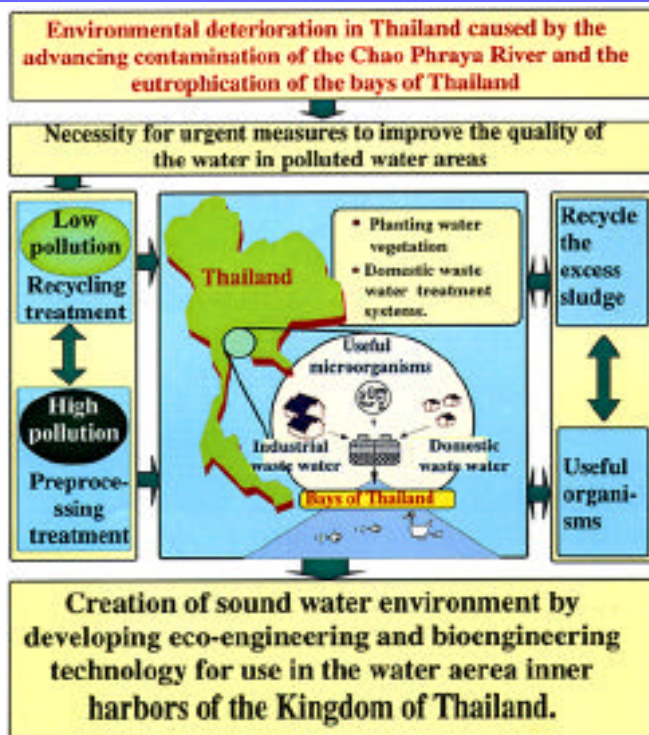 Environmental deterioration in Thailand caused by the
advancing contamination of the Chao Phraya River and the
eutrophication of the bays of Thailand
Necessity for urgent measures to improve the quality of
the water in polluted water areas
Low
pollution
Recycling
treatment
High
pollution
Preproce-
ssing
treatment
Thailand
Planting water
vegetation
Domestic waste
water treatment
systems.
Useful
microorganisms
Industrial
waste water
Domestic
waste water
Bays of Thailand
Recycle
the
excess
sludge
Useful
organi-
sms
Creation of sound water environment by
developing eco-engineering and bioengineering
technology for use in the water aerea inner
harbors of the Kingdom of Thailand.